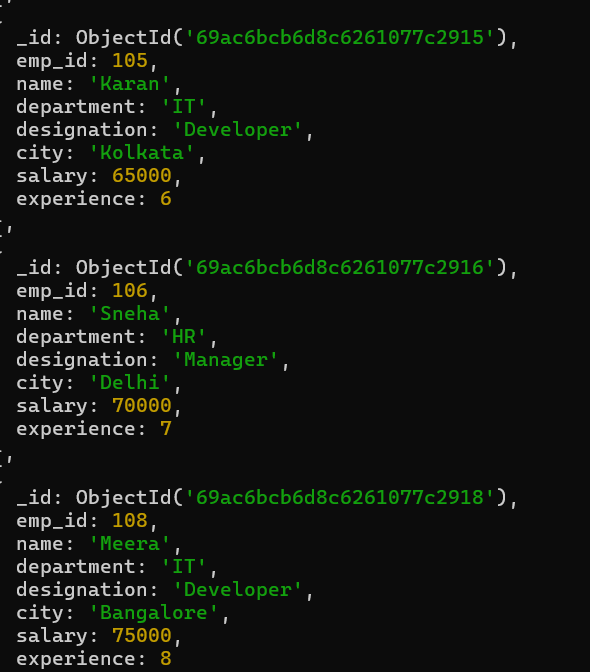 _id: ObjectId('69ac6bcb6d8c6261077c2915'),
emp_id: 105,
name: 'Karan',
department: 'IT',
designation: 'Developer',
city: 'Kolkata',
salary: 65000,
experience: 6
},
{
_id: ObjectId('69ac6bcb6d8c6261077c2916'),
emp_id: 106,
name: 'Sneha',
department: 'HR',
designation: 'Manager',
city: 'Delhi',
salary: 70000,
experience: 7
},
{
_id: ObjectId('69ac6bcb6d8c6261077c2918'),
emp_id: 108,
name: 'Meera',
department: 'IT',
designation: 'Developer',
city: 'Bangalore',
salary: 75000,
experience: 8